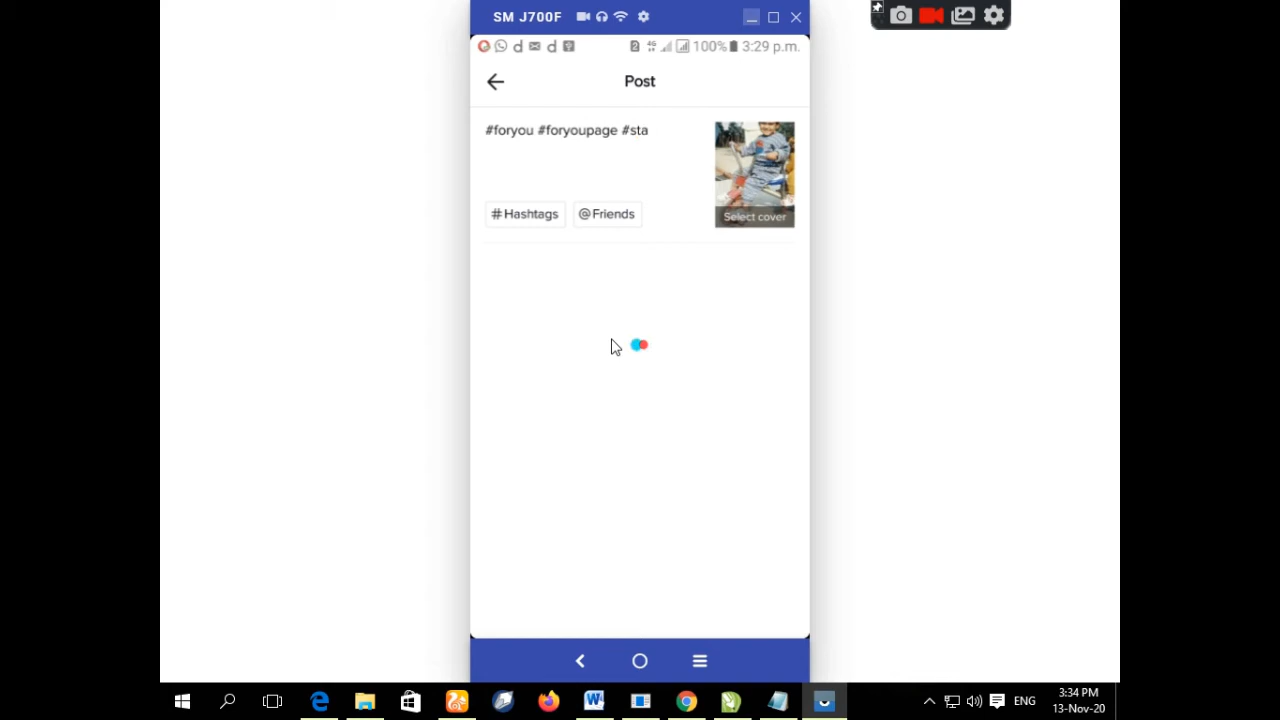 SM J700F
100% 3:29 p.m.
Post
#foryou #foryoupage #sta
#Hashtags @Friends
Select cover
ENG
3:34 PM
13-Nov-20